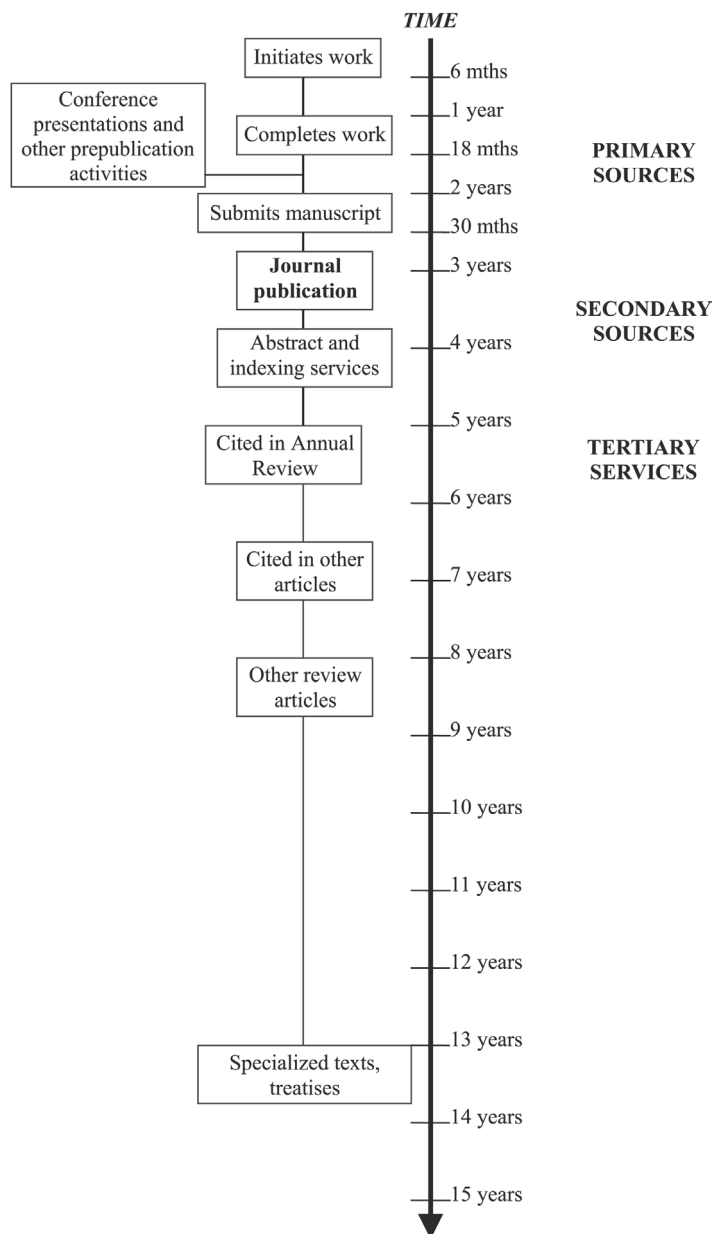 TIME
Initiates work
6 mths
Conference
presentations and
other prepublication
activities
1 year
Completes work
18 mths
PRIMARY
SOURCES
2 years
Submits manuscript
30 mths
Journal
publication
3 years
SECONDARY
SOURCES
Abstract and
indexing services
4 years
5 years
Cited in Annual
Review
TERTIARY
SERVICES
6 years
Cited in other
articles
7 years
8 years
Other review
articles
9 years
10 years
11 years
12 years
13 years
Specialized texts,
treatises
14 years
15 years